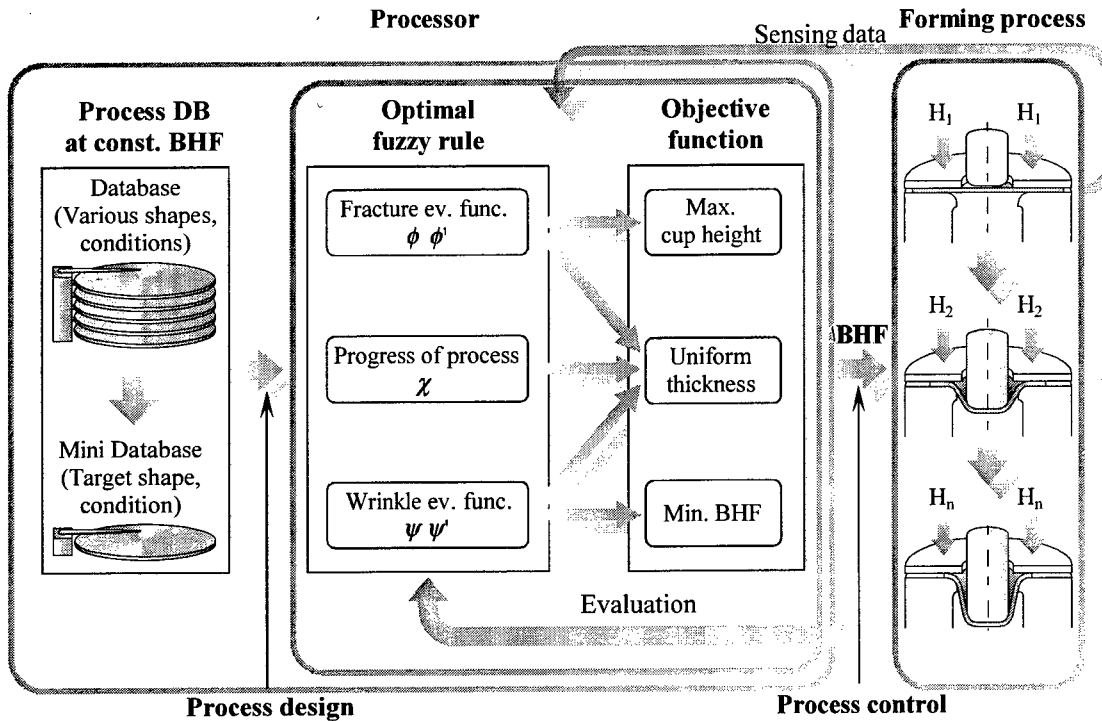 Processor
Forming process
Sensing data
Process DB
at const. BHF
Optimal
fuzzy rule
Objective
function
Database
(Various shapes,
conditions)
Mini Database
(Target shape,
condition)
Fracture ev. func.
ϕ ϕ'
Progress of process
χ
Wrinkle ev. func.
ψ ψ'
Max.
cup height
Uniform
thickness
Min. BHF
Evaluation
BHF
H₁ H₁
H₂ H₂
Hₙ Hₙ
Process design
Process control